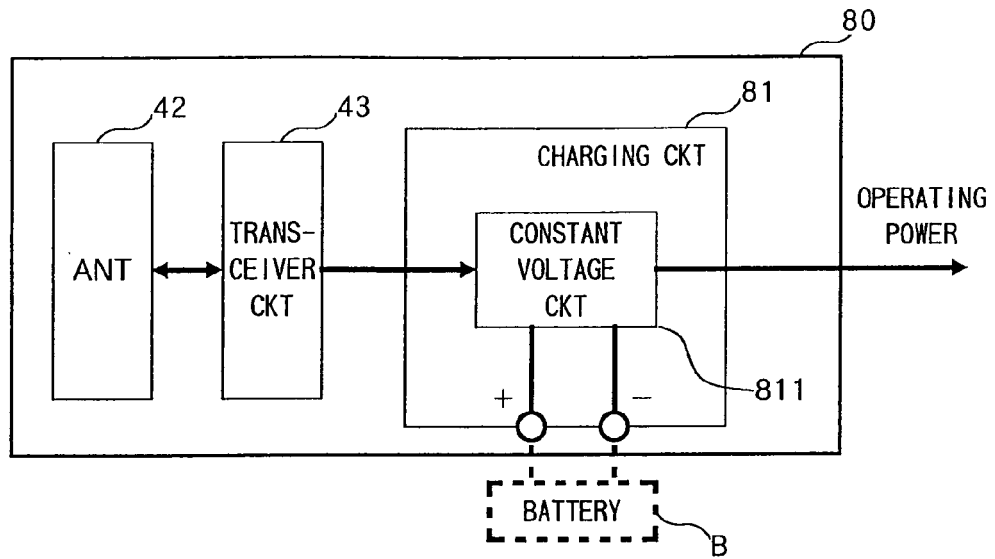 80
42
43
81
CHARGING CKT
OPERATING
POWER
ANT
TRANS-
CEIVER
CKT
CONSTANT
VOLTAGE
CKT
811
+
−
BATTERY
B